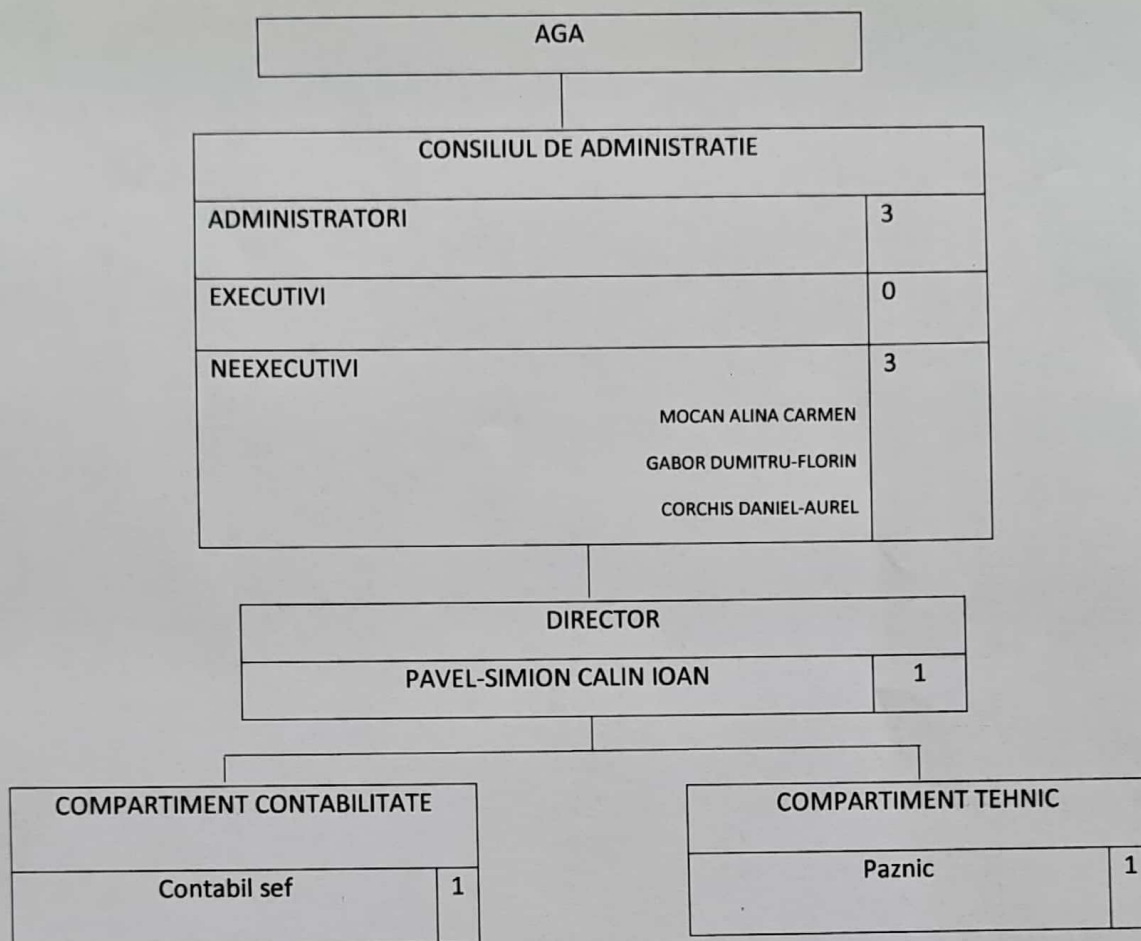 AGA
CONSILIUL DE ADMINISTRATIE
ADMINISTRATORI 3
EXECUTIVI 0
NEEXECUTIVI 3
MOCAN ALINA CARMEN
GABOR DUMITRU-FLORIN
CORCHIS DANIEL-AUREL
DIRECTOR
PAVEL-SIMION CALIN IOAN 1
COMPARTIMENT CONTABILITATE
Contabil sef 1
COMPARTIMENT TEHNIC
Paznic 1